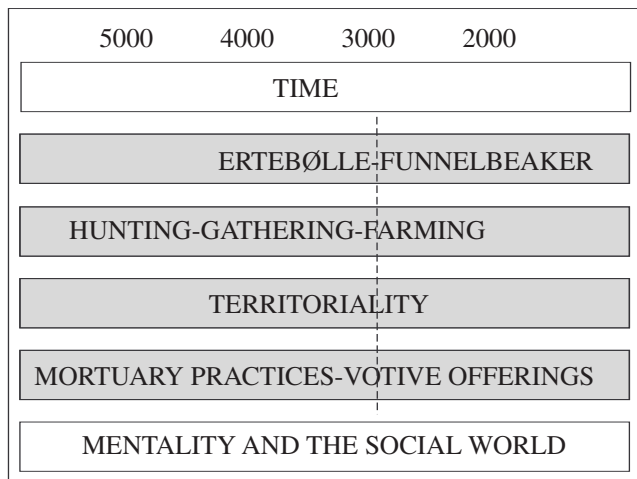 5000 4000 3000 2000
TIME
ERTEBØLLE-FUNNELBEAKER
HUNTING-GATHERING-FARMING
TERRITORIALITY
MORTUARY PRACTICES-VOTIVE OFFERINGS
MENTALITY AND THE SOCIAL WORLD